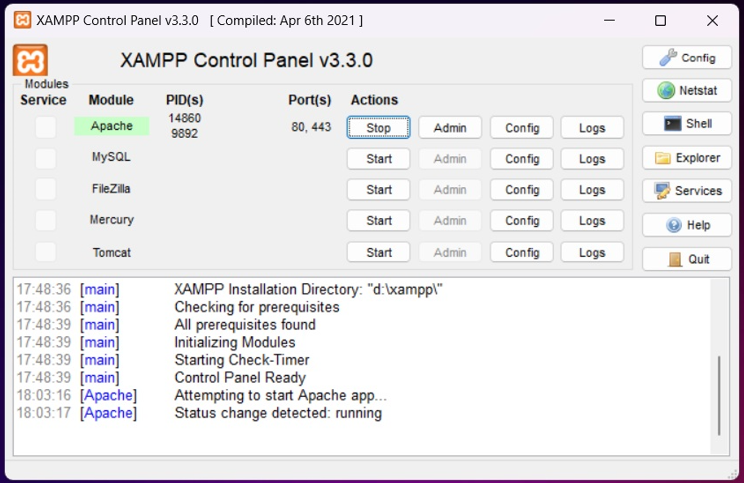 XAMPP Control Panel v3.3.0 [ Compiled: Apr 6th 2021 ]
XAMPP Control Panel v3.3.0
Config
Modules
Service Module PID(s) Port(s) Actions
Netstat
Apache 14860 9892 80, 443 Stop Admin Config Logs
Shell
MySQL Start Admin Config Logs
Explorer
FileZilla Start Admin Config Logs
Services
Mercury Start Admin Config Logs
Help
Tomcat Start Admin Config Logs
Quit
17:48:36 [main] XAMPP Installation Directory: "d:\xampp\"
17:48:36 [main] Checking for prerequisites
17:48:39 [main] All prerequisites found
17:48:39 [main] Initializing Modules
17:48:39 [main] Starting Check-Timer
17:48:39 [main] Control Panel Ready
18:03:16 [Apache] Attempting to start Apache app...
18:03:17 [Apache] Status change detected: running